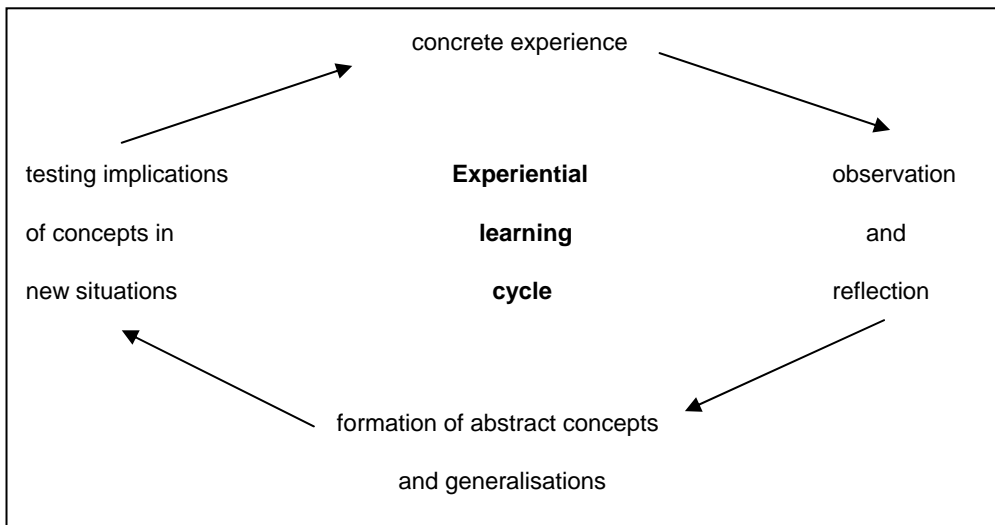 concrete experience
testing implications
of concepts in
new situations
Experiential
learning
cycle
observation
and
reflection
formation of abstract concepts
and generalisations